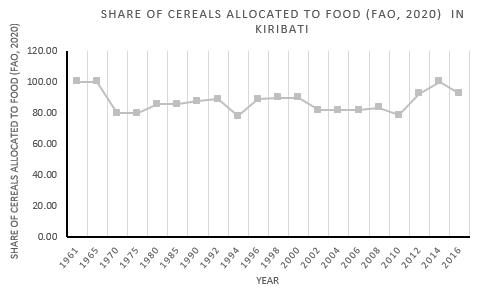 SHARE OF CEREALS ALLOCATED TO FOOD (FAO, 2020) IN
KIRIBATI
SHARE OF CEREALS ALLOCATED TO FOOD (FAO, 2020)
120.00
100.00
80.00
60.00
40.00
20.00
0.00
1961 1965 1970 1975 1980 1985 1990 1992 1994 1996 1998 2000 2002 2004 2006 2008 2010 2012 2014 2016
YEAR